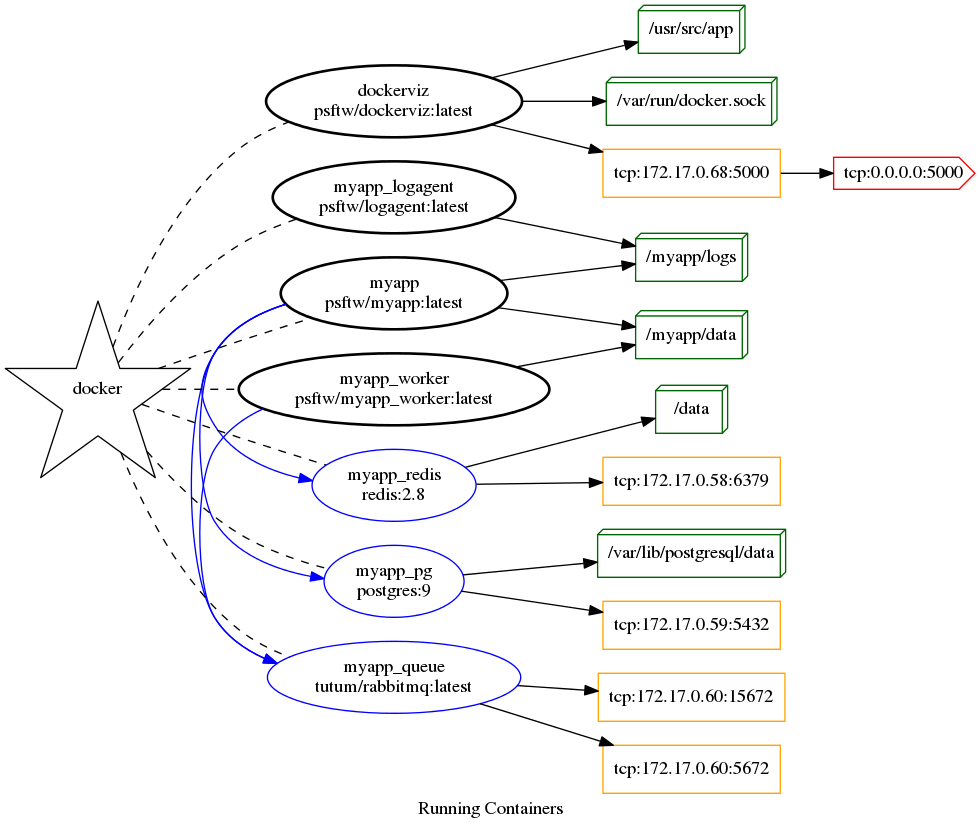 /usr/src/app
dockerviz
psftw/dockerviz:latest
/var/run/docker.sock
tcp:172.17.0.68:5000
tcp:0.0.0.0:5000
myapp_logagent
psftw/logagent:latest
/myapp/logs
myapp
psftw/myapp:latest
/myapp/data
docker
myapp_worker
psftw/myapp_worker:latest
/data
myapp_redis
redis:2.8
tcp:172.17.0.58:6379
/var/lib/postgresql/data
myapp_pg
postgres:9
tcp:172.17.0.59:5432
myapp_queue
tutum/rabbitmq:latest
tcp:172.17.0.60:15672
tcp:172.17.0.60:5672
Running Containers